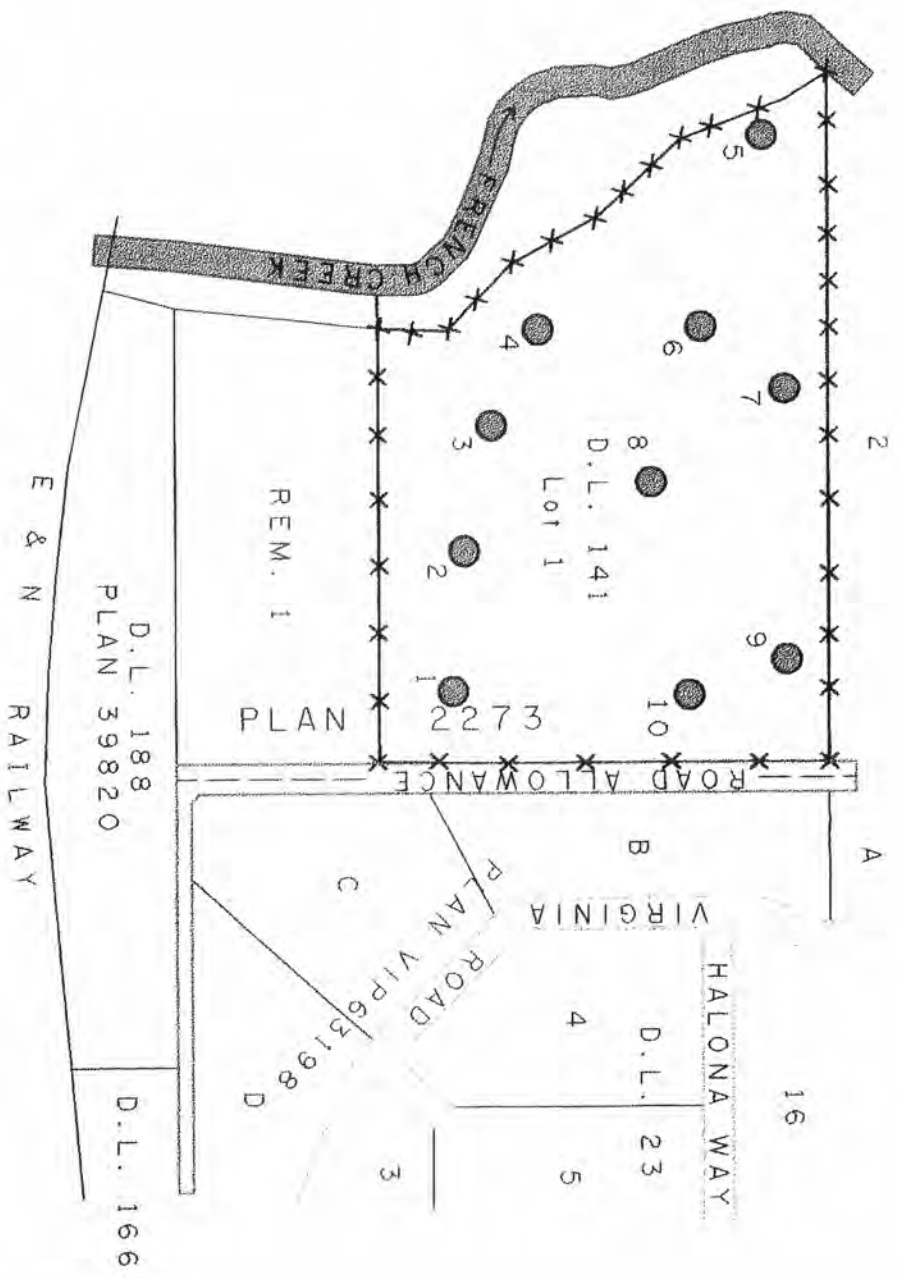 2
A
16
HALONA WAY
5
7
9
6
10
B
VIRGINIA
D.L. 23
8
D.L. 141
Lot 1
4
4
5
3
2
1
PLAN 2273
ROAD ALLOWANCE
FRENCH CREEK
PLAN VIP63198
ROAD
3
C
D
REM. 1
D.L. 188
PLAN 39820
D.L. 166
E & N RAILWAY